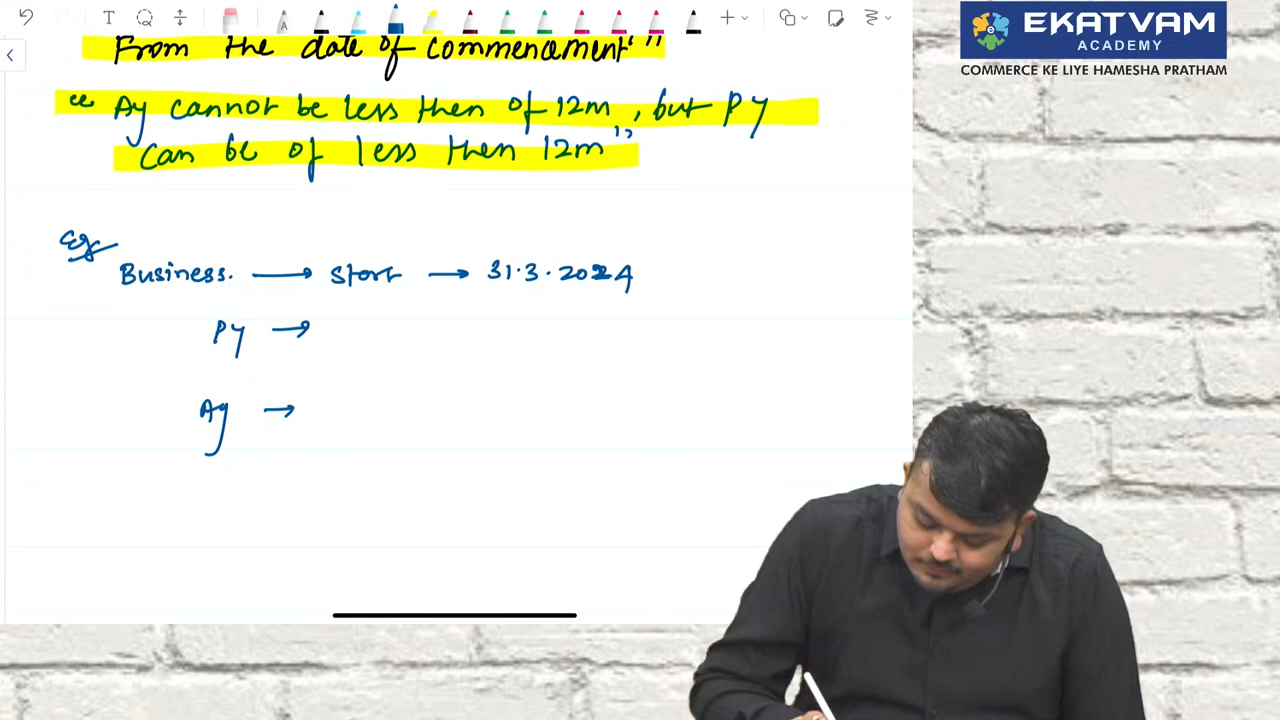 From the date of commencement"
EKATVAM
ACADEMY
COMMERCE KE LIYE HAMESHA PRATHAM
"Ay cannot be less then of 12m, but Py
can be of less then 12m"
Eg
Business. → Start → 31.3.2024
Py →
Ay →